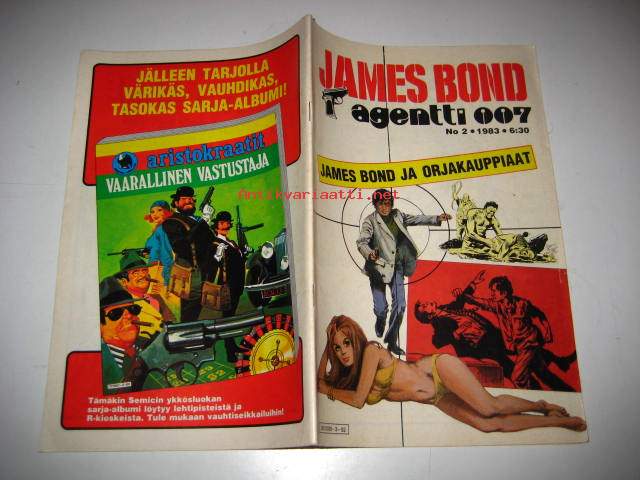 JÄLLEEN TARJOLLA
VÄRIKÄS, VAUHDIKAS,
TASOKAS SARJA-ALBUMI!
aristokraatit
VAARALLINEN VASTUSTAJA
Tämäkin Semicin ykkösluokan
sarja-albumi löytyy lehtipisteistä ja
R-kioskeista. Tule mukaan vauhtiseikkailuihin!
JAMES BOND
agentti 007
No 2 • 1983 • 6:30
JAMES BOND JA ORJAKAUPPIAAT
Antikvariaatti.net